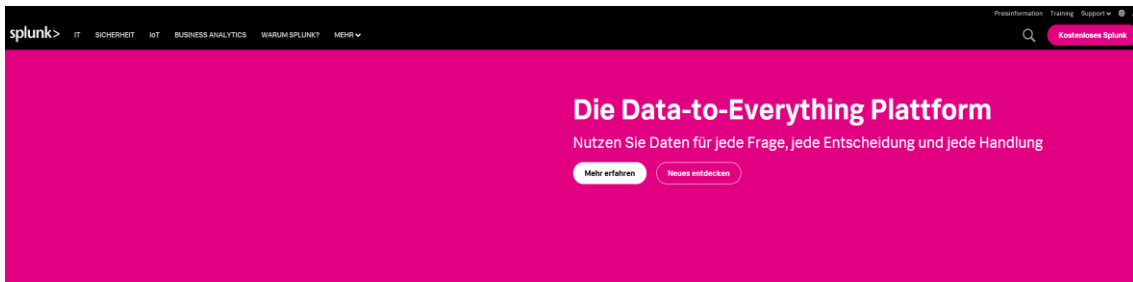 Preisinformation Training Support
splunk> IT SICHERHEIT IoT BUSINESS ANALYTICS WARUM SPLUNK? MEHR Kostenloses Splunk
Die Data-to-Everything Plattform
Nutzen Sie Daten für jede Frage, jede Entscheidung und jede Handlung
Mehr erfahren Neues entdecken